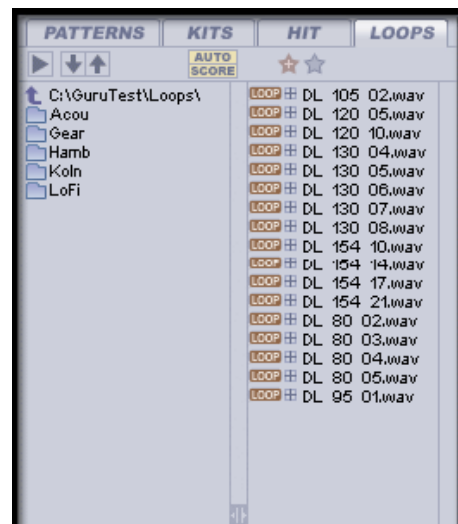 PATTERNS KITS HIT LOOPS
AUTO
SCORE
C:\GuruTest\Loops\
Acou
Gear
Hamb
Koln
LoFi
LOOP DL 105 02.wav
LOOP DL 120 05.wav
LOOP DL 120 10.wav
LOOP DL 130 04.wav
LOOP DL 130 05.wav
LOOP DL 130 06.wav
LOOP DL 130 07.wav
LOOP DL 130 08.wav
LOOP DL 154 10.wav
LOOP DL 154 14.wav
LOOP DL 154 17.wav
LOOP DL 154 21.wav
LOOP DL 80 02.wav
LOOP DL 80 03.wav
LOOP DL 80 04.wav
LOOP DL 80 05.wav
LOOP DL 95 01.wav